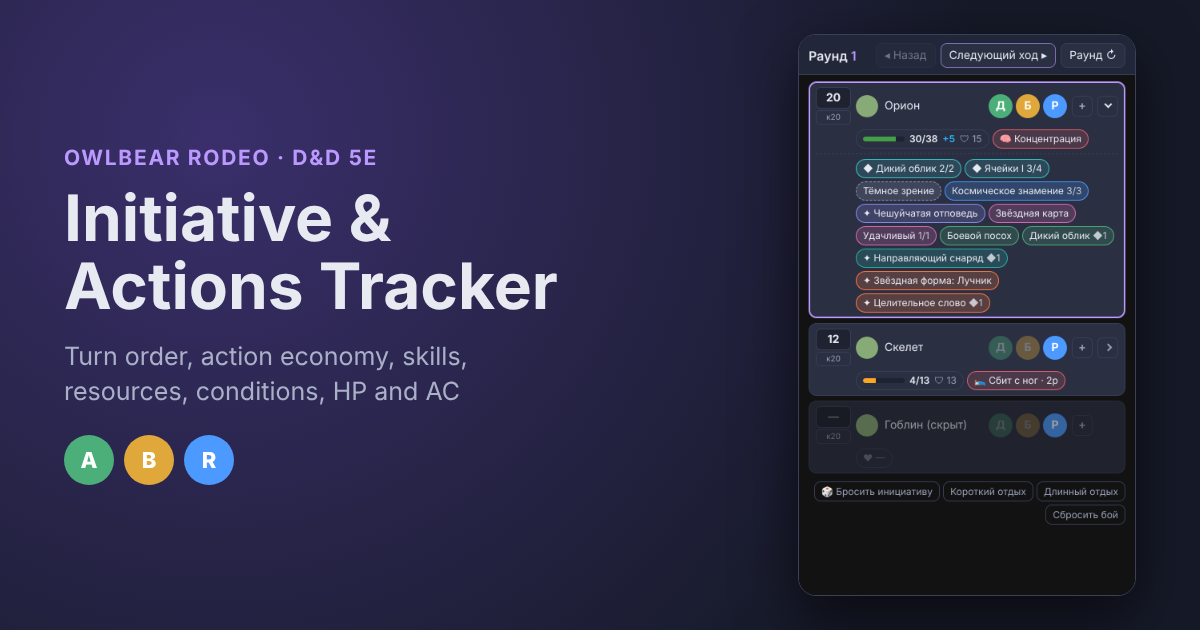 OWLBEAR RODEO · D&D 5E
Initiative &
Actions Tracker
Turn order, action economy, skills,
resources, conditions, HP and AC
A B R
Раунд 1 ◂ Назад Следующий ход ▸ Раунд ↻
20 Орион Д Б Р +
к20
30/38 +5 🛡 15 🧠 Концентрация
◆ Дикий облик 2/2 ◆ Ячейки I 3/4
Тёмное зрение Космическое знамение 3/3
✦ Чешуйчатая отповедь Звёздная карта
Удачливый 1/1 Боевой посох Дикий облик ◆1
✦ Направляющий снаряд ◆1
✦ Звёздная форма: Лучник
✦ Целительное слово ◆1
12 Скелет Д Б Р +
к20
4/13 🛡 13 🛌 Сбит с ног · 2р
— Гоблин (скрыт) Д Б Р +
к20
♥ —
🎲 Бросить инициативу Короткий отдых Длинный отдых
Сбросить бой